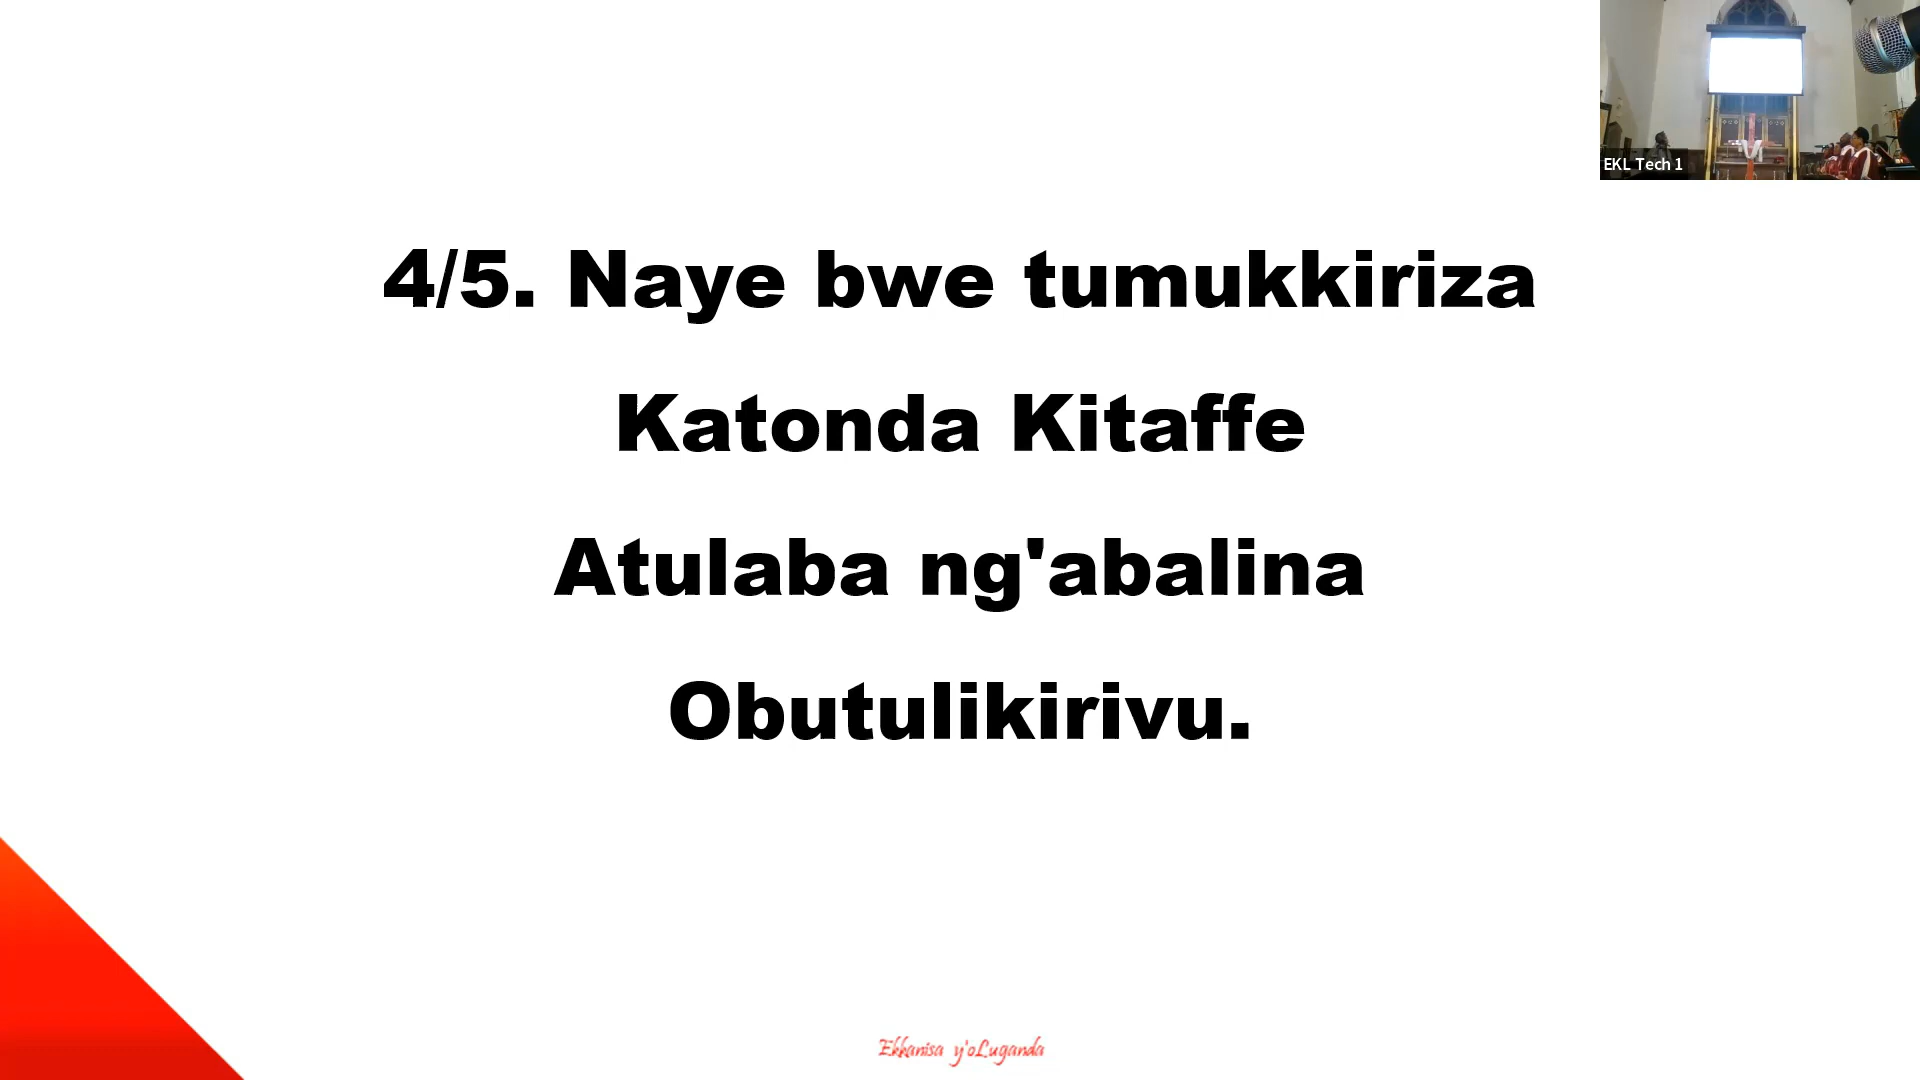 EKL Tech 1
4/5. Naye bwe tumukkiriza
Katonda Kitaffe
Atulaba ng'abalina
Obutulikirivu.
Ekkanisa y'oLuganda